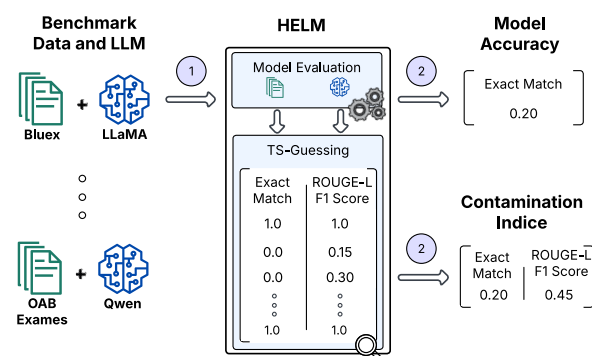 Benchmark
Data and LLM
Bluex
+
LLaMA
OAB
Exames
+
Qwen
1
HELM
Model Evaluation
TS-Guessing
Exact
Match
ROUGE-L
F1 Score
1.0 1.0
0.0 0.15
0.0 0.30
1.0 1.0
2
Model
Accuracy
Exact Match
0.20
2
Contamination
Indice
Exact
Match
ROUGE-L
F1 Score
0.20 0.45